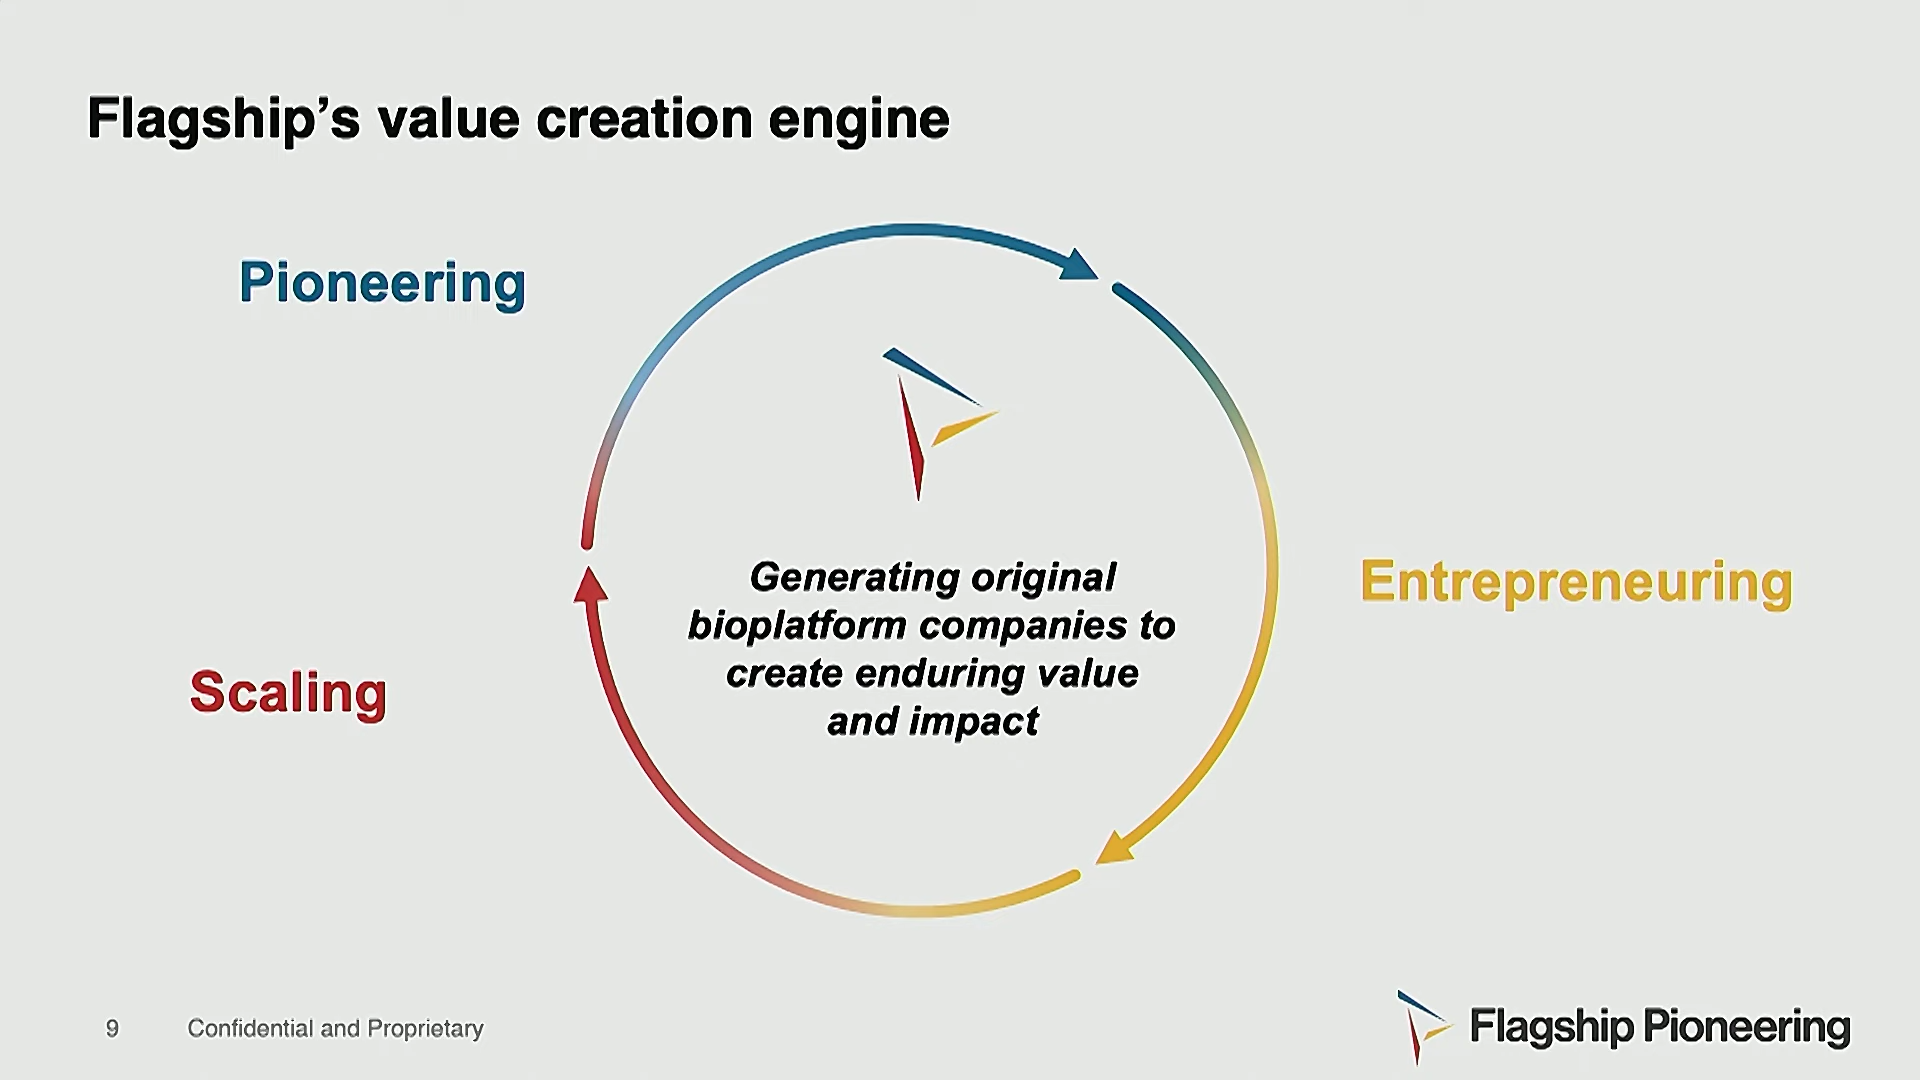 Flagship’s value creation engine
Pioneering
Entrepreneuring
Scaling
Generating original
bioplatform companies to
create enduring value
and impact
9 Confidential and Proprietary
Flagship Pioneering